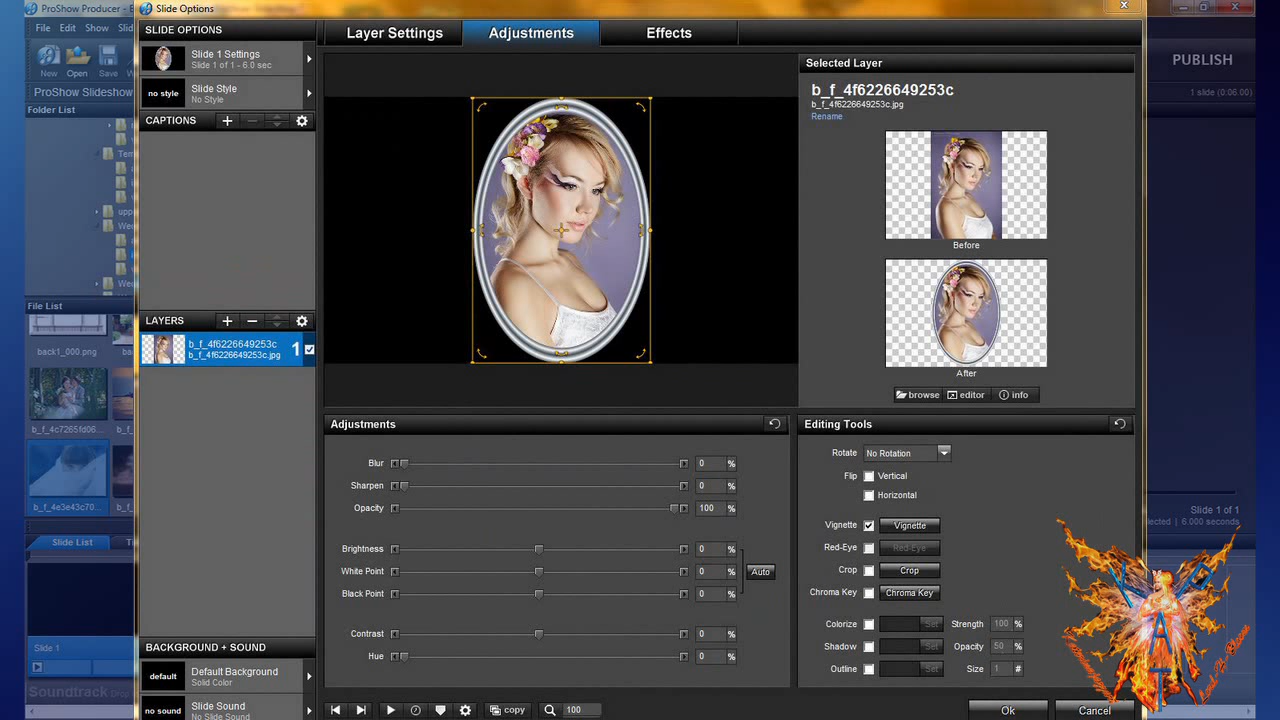 ProShow Producer - E
Slide Options
File Edit Show Slid
SLIDE OPTIONS
Layer Settings
Adjustments
Effects
Slide 1 Settings
Slide 1 of 1 - 6.0 sec
New Open Save
PUBLISH
no style
Slide Style
No Style
ProShow Slideshow
1 slide (0:06.00)
Folder List
CAPTIONS
Selected Layer
b_f_4f6226649253c
b_f_4f6226649253c.jpg
Rename
Before
After
browse editor info
File List
back1_000.png
b_f_4c7265fd06...
b_f_4e3e43c70...
LAYERS
b_f_4f6226649253c
b_f_4f6226649253c.jpg
1
Adjustments
Blur 0 %
Sharpen 0 %
Opacity 100 %
Brightness 0 %
White Point 0 %
Black Point 0 %
Auto
Contrast 0 %
Hue 0 %
Editing Tools
Rotate No Rotation
Flip Vertical
Horizontal
Vignette Vignette
Red-Eye Red-Eye
Crop Crop
Chroma Key Chroma Key
Colorize Set Strength 100 %
Shadow Set Opacity 50 %
Outline Set Size 1 #
Slide 1 of 1
6.000 seconds
Slide List
Slide 1
Soundtrack Drop
BACKGROUND + SOUND
default
Default Background
Solid Color
no sound
Slide Sound
No Slide Sound
copy
100
Ok
Cancel